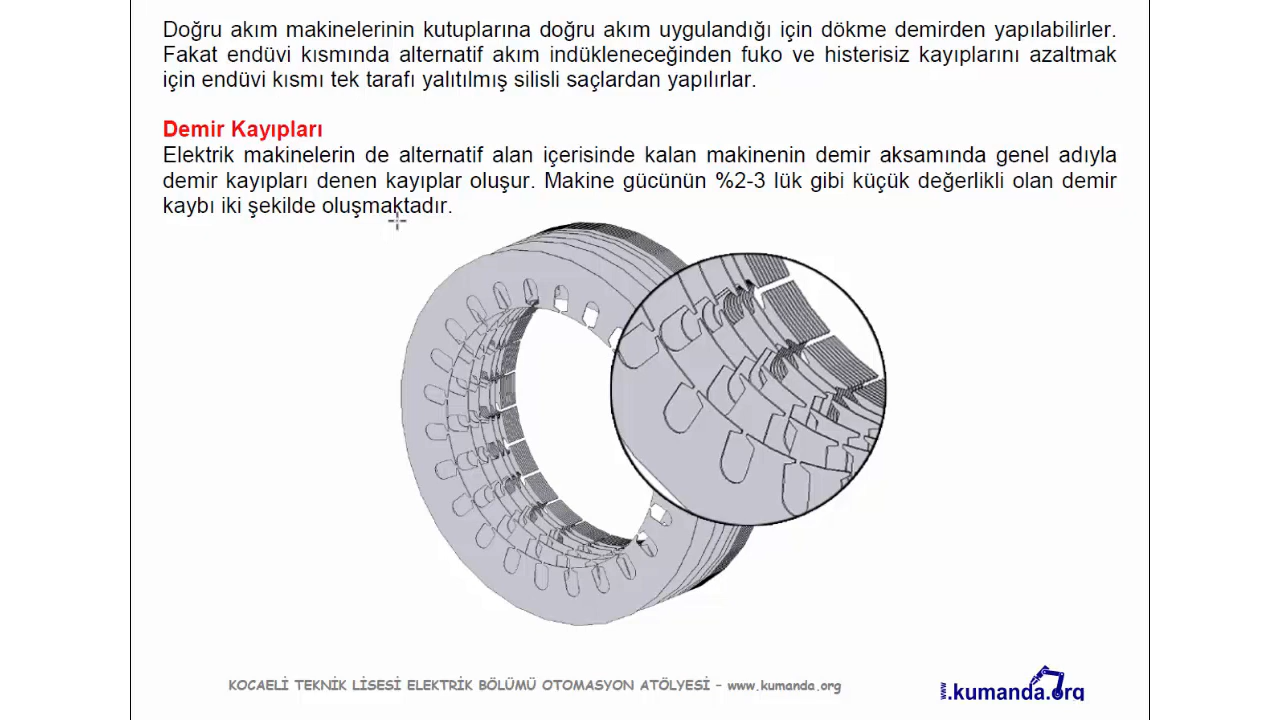 Doğru akım makinelerinin kutuplarına doğru akım uygulandığı için dökme demirden yapılabilirler.
Fakat endüvi kısmında alternatif akım indükleneceğinden fuko ve histerisiz kayıplarını azaltmak
için endüvi kısmı tek tarafı yalıtılmış silisli saçlardan yapılırlar.
Demir Kayıpları
Elektrik makinelerin de alternatif alan içerisinde kalan makinenin demir aksamında genel adıyla
demir kayıpları denen kayıplar oluşur. Makine gücünün %2-3 lük gibi küçük değerlikli olan demir
kaybı iki şekilde oluşmaktadır.
KOCAELİ TEKNİK LİSESİ ELEKTRİK BÖLÜMÜ OTOMASYON ATÖLYESİ – www.kumanda.org
www.kumanda.org